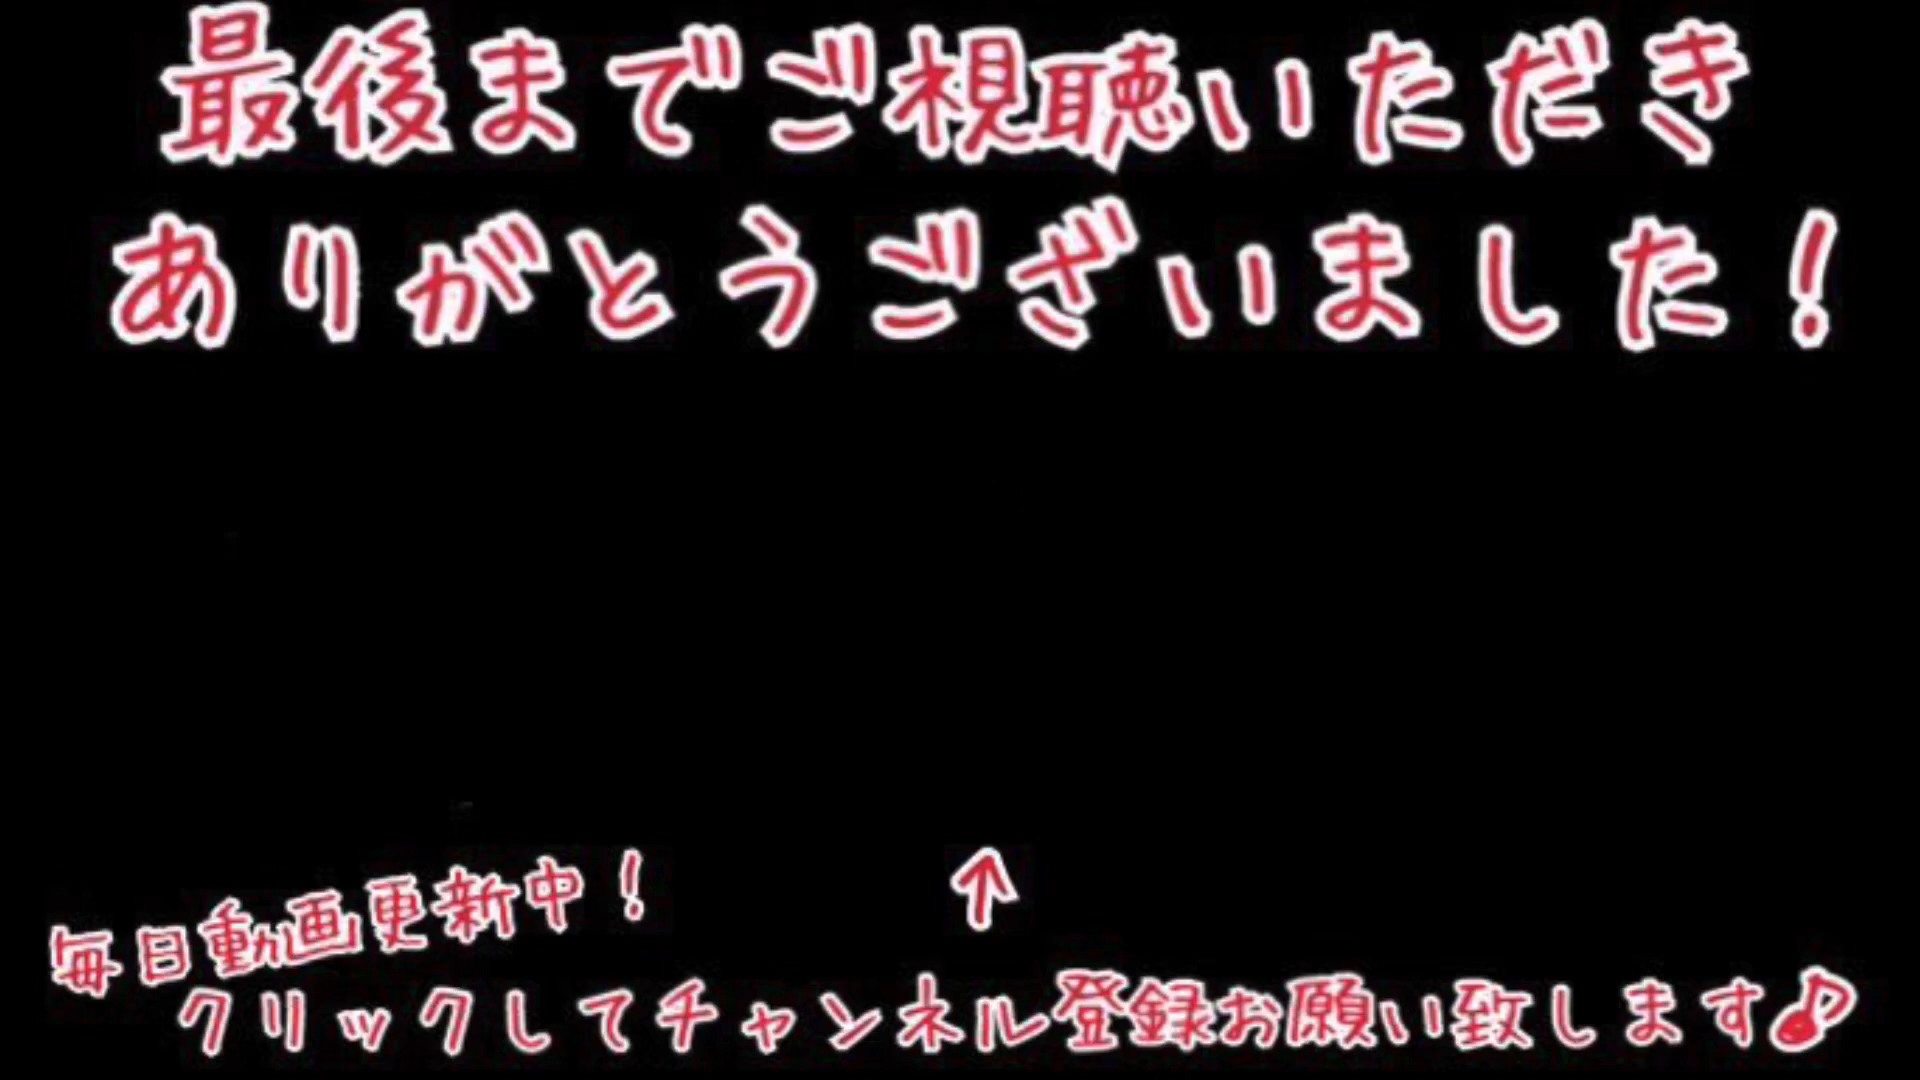 最後までご視聴いただき
ありがとうございました!
毎日動画更新中!
↑
クリックしてチャンネル登録お願い致します♪